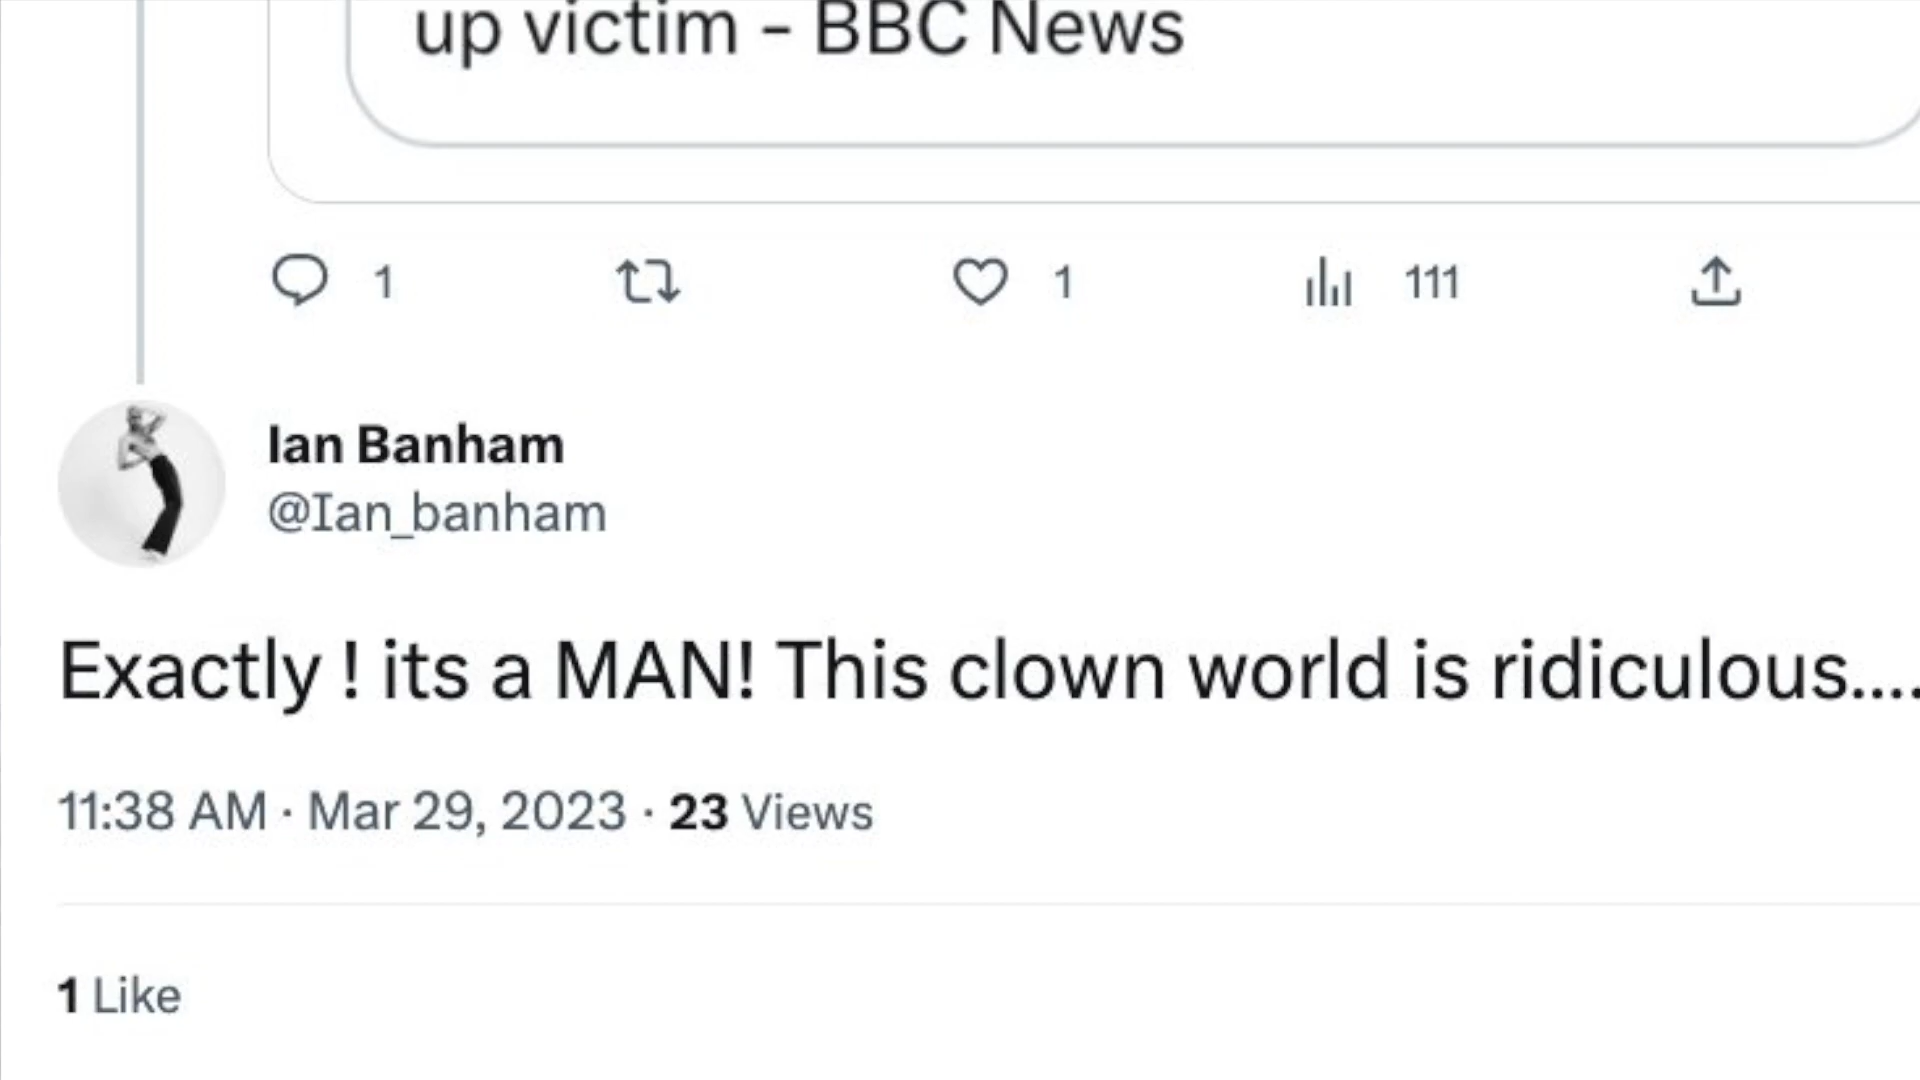 up victim - BBC News
1 1 111
Ian Banham
@Ian_banham
Exactly ! its a MAN! This clown world is ridiculous....
11:38 AM · Mar 29, 2023 · 23 Views
1 Like